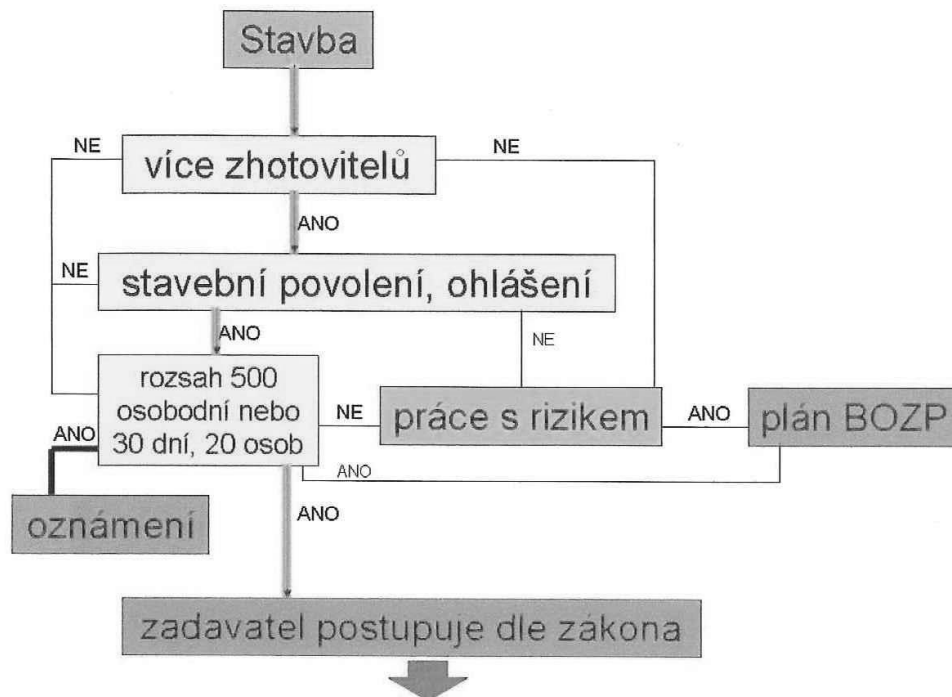 Stavba
NE
NE
více zhotovitelů
ANO
NE
stavební povolení, ohlášení
ANO
NE
rozsah 500
osobodní nebo
30 dní, 20 osob
NE
práce s rizikem
ANO
plán BOZP
ANO
ANO
oznámení
ANO
zadavatel postupuje dle zákona